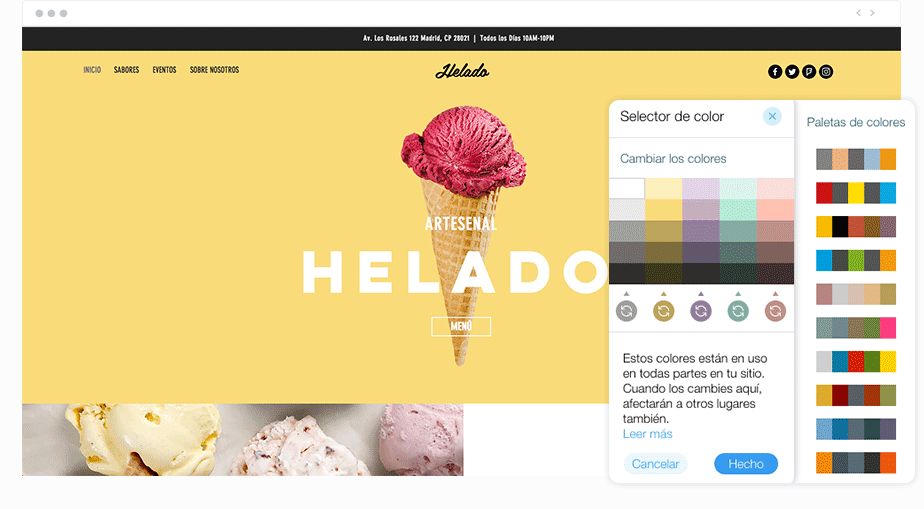 Av. Los Rosales 122 Madrid, CP 28021 | Todos los Días 10AM-10PM
INICIO SABORES EVENTOS SOBRE NOSOTROS
Helado
ARTESENAL
HELADO
MENÚ
Selector de color
Cambiar los colores
Estos colores están en uso
en todas partes en tu sitio.
Cuando los cambies aquí,
afectarán a otros lugares
también.
Leer más
Cancelar
Hecho
Paletas de colores